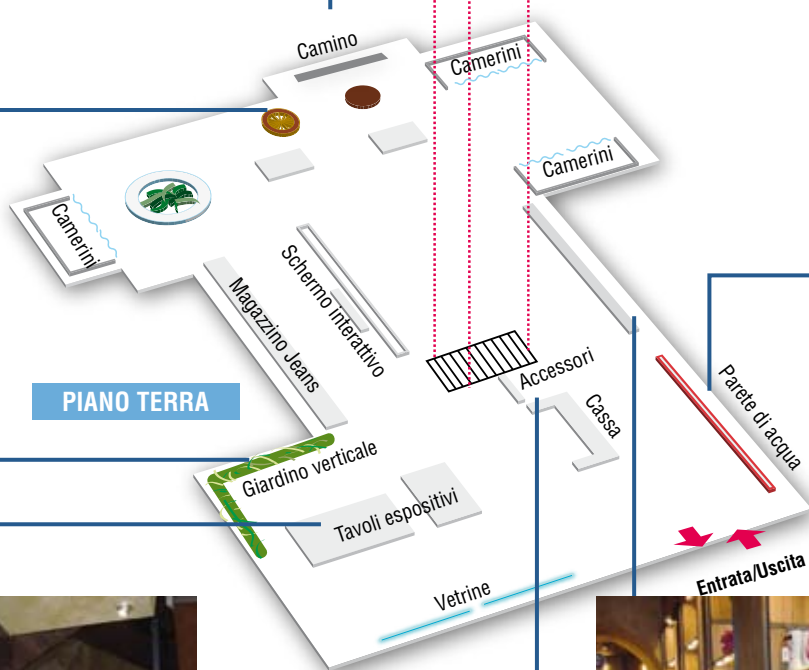 Camino
Camerini
Camerini
Camerini
Schermo interattivo
Magazzino Jeans
PIANO TERRA
Accessori
Cassa
Parete di acqua
Giardino verticale
Tavoli espositivi
Vetrine
Entrata/Uscita